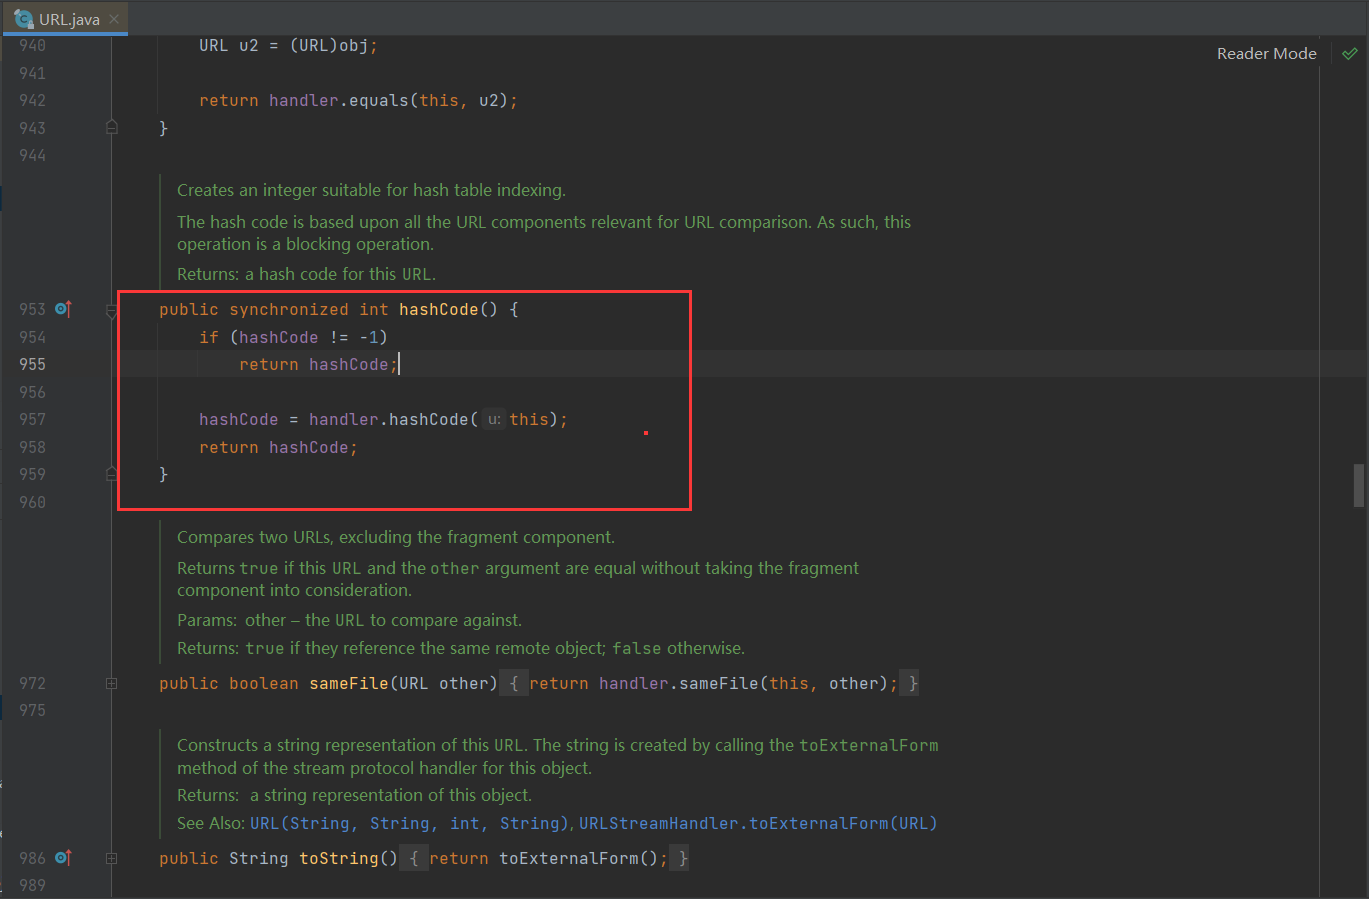 URL.java
Reader Mode
940 URL u2 = (URL)obj;
941
942 return handler.equals(this, u2);
943 }
944
Creates an integer suitable for hash table indexing.
The hash code is based upon all the URL components relevant for URL comparison. As such, this
operation is a blocking operation.
Returns: a hash code for this URL.
953 public synchronized int hashCode() {
954 if (hashCode != -1)
955 return hashCode;
956
957 hashCode = handler.hashCode( u: this);
958 return hashCode;
959 }
960
Compares two URLs, excluding the fragment component.
Returns true if this URL and the other argument are equal without taking the fragment
component into consideration.
Params: other – the URL to compare against.
Returns: true if they reference the same remote object; false otherwise.
972 public boolean sameFile(URL other) { return handler.sameFile(this, other); }
975
Constructs a string representation of this URL. The string is created by calling the toExternalForm
method of the stream protocol handler for this object.
Returns: a string representation of this object.
See Also: URL(String, String, int, String), URLStreamHandler.toExternalForm(URL)
986 public String toString() { return toExternalForm(); }
989